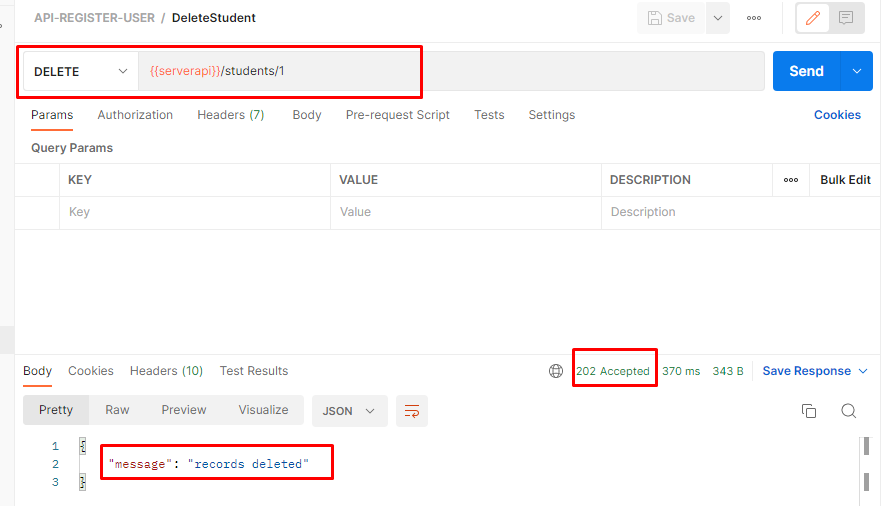 API-REGISTER-USER / DeleteStudent
Save
DELETE
{{serverapi}}/students/1
Send
Params Authorization Headers (7) Body Pre-request Script Tests Settings Cookies
Query Params
KEY VALUE DESCRIPTION Bulk Edit
Key Value Description
Body Cookies Headers (10) Test Results 202 Accepted 370 ms 343 B Save Response
Pretty Raw Preview Visualize JSON
1 {
2 "message": "records deleted"
3 }